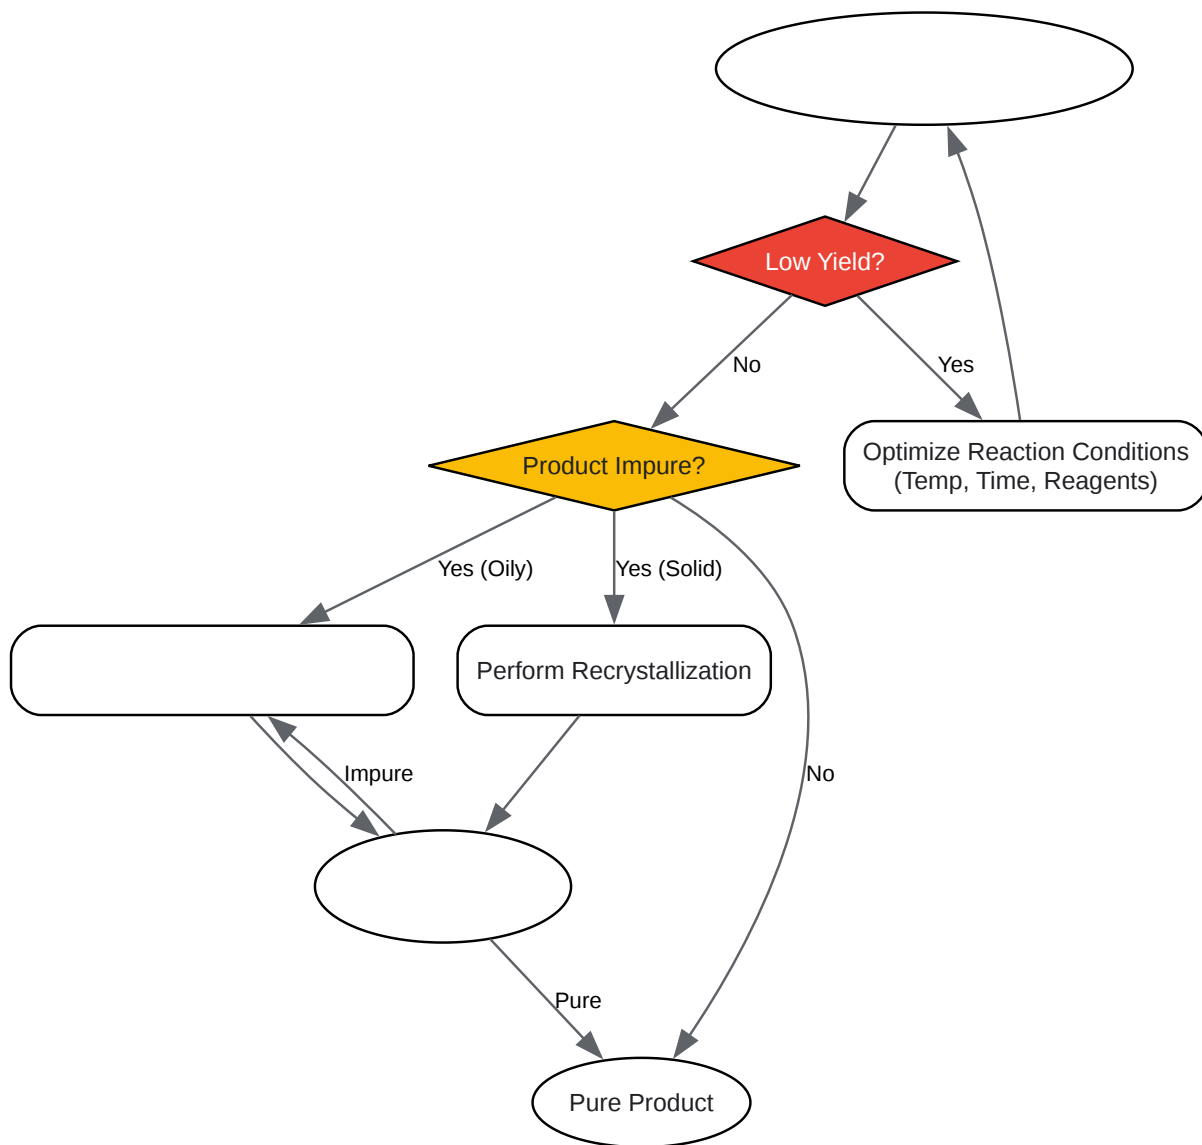 Low Yield?
No
Yes
Product Impure?
Optimize Reaction Conditions
(Temp, Time, Reagents)
Yes (Oily)
Yes (Solid)
Perform Recrystallization
Impure
No
Pure
Pure Product